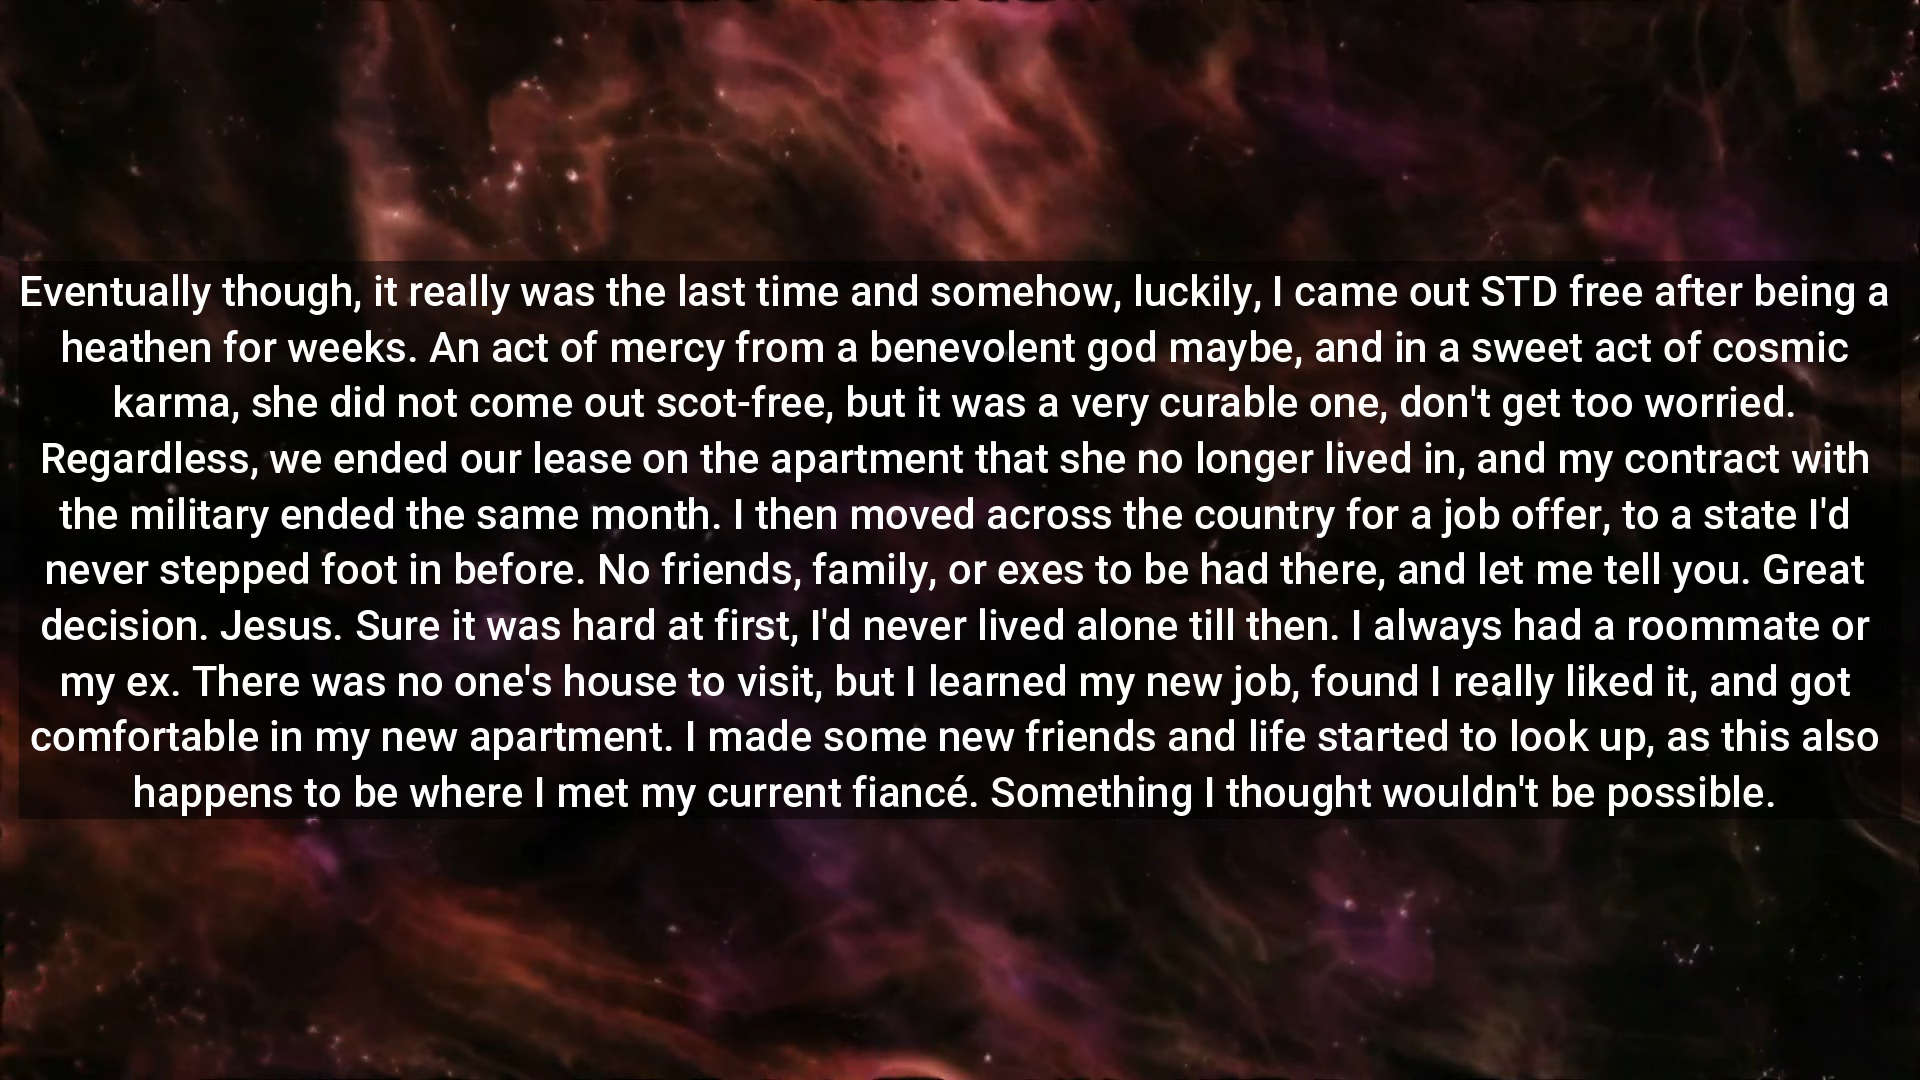 Eventually though, it really was the last time and somehow, luckily, I came out STD free after being a
heathen for weeks. An act of mercy from a benevolent god maybe, and in a sweet act of cosmic
karma, she did not come out scot-free, but it was a very curable one, don't get too worried.
Regardless, we ended our lease on the apartment that she no longer lived in, and my contract with
the military ended the same month. I then moved across the country for a job offer, to a state I'd
never stepped foot in before. No friends, family, or exes to be had there, and let me tell you. Great
decision. Jesus. Sure it was hard at first, I'd never lived alone till then. I always had a roommate or
my ex. There was no one's house to visit, but I learned my new job, found I really liked it, and got
comfortable in my new apartment. I made some new friends and life started to look up, as this also
happens to be where I met my current fiancé. Something I thought wouldn't be possible.